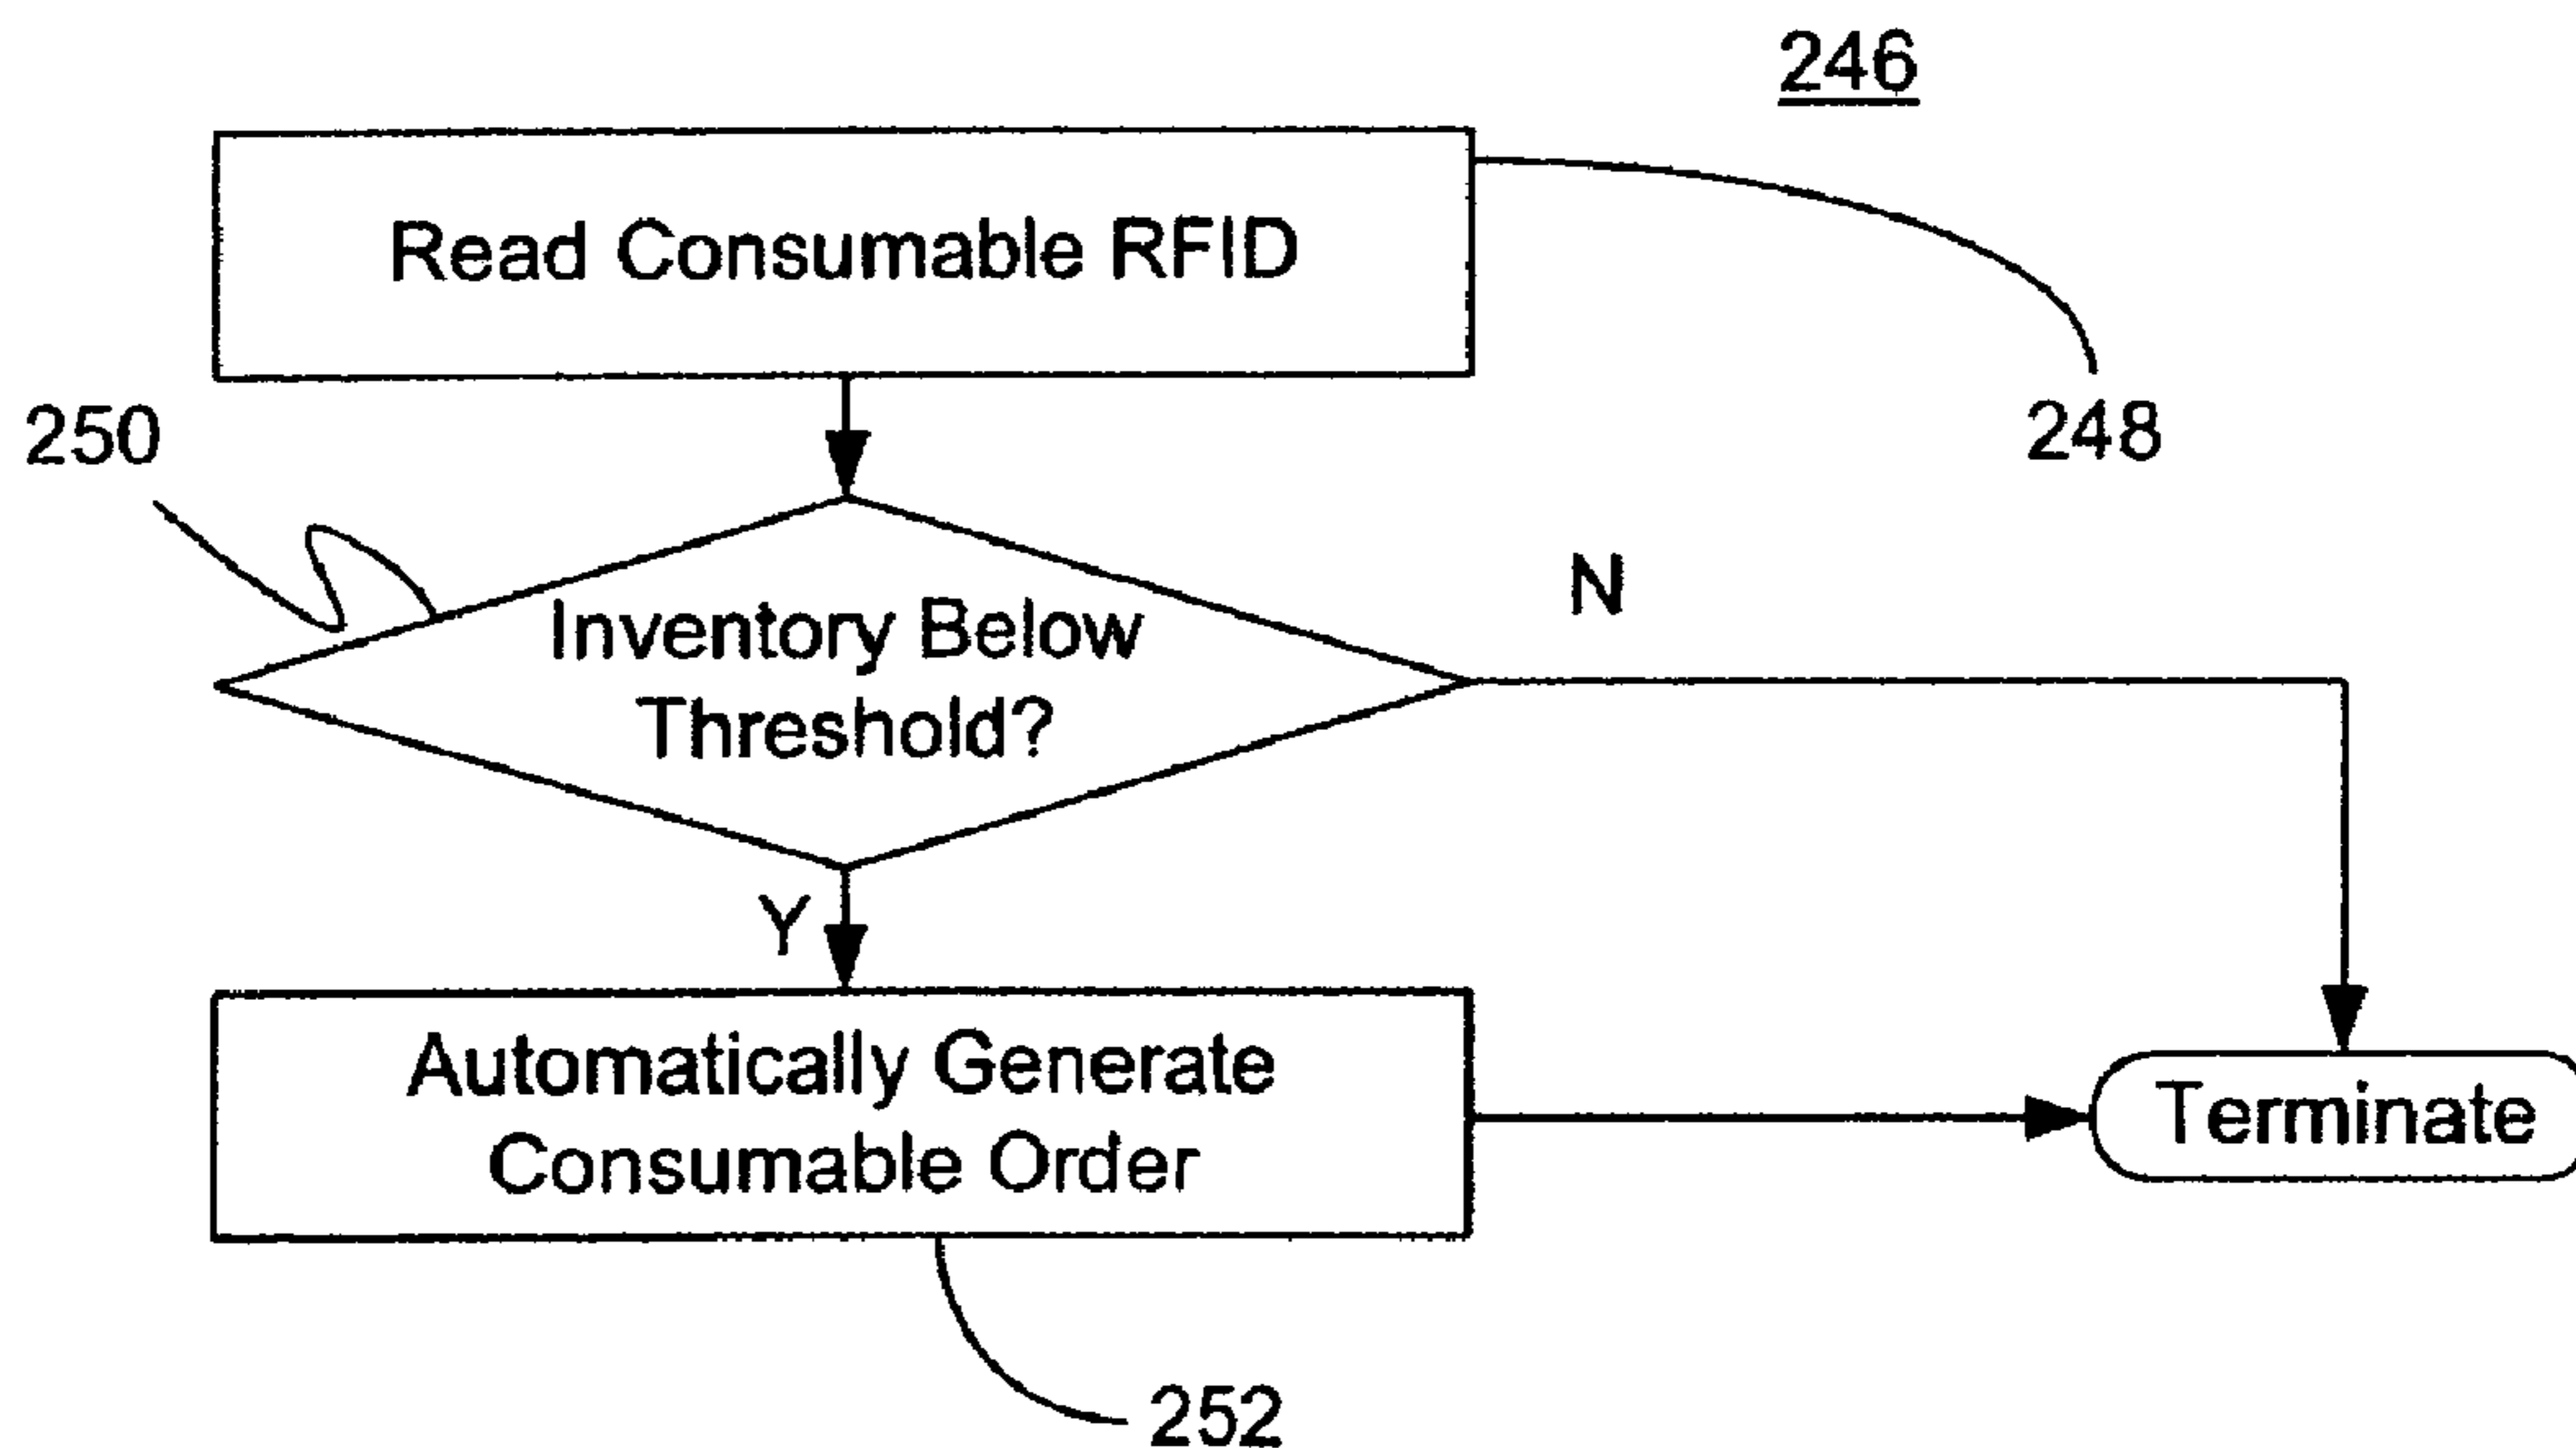 246
Read Consumable RFID
248
250
Inventory Below
Threshold?
N
Y
Automatically Generate
Consumable Order
Terminate
252